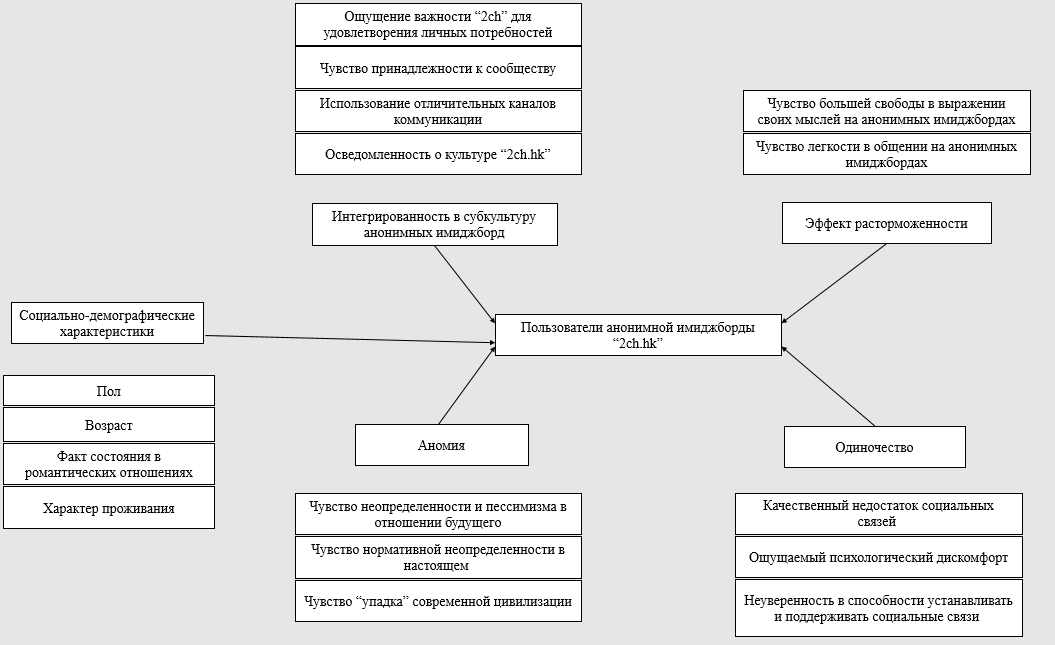 Ощущение важности “2ch” для
удовлетворения личных потребностей
Чувство принадлежности к сообществу
Использование отличительных каналов
коммуникации
Осведомленность о культуре “2ch.hk”
Чувство большей свободы в выражении
своих мыслей на анонимных имиджбордах
Чувство легкости в общении на анонимных
имиджбордах
Интегрированность в субкультуру
анонимных имиджборд
Эффект расторможенности
Социально-демографические
характеристики
Пользователи анонимной имиджборды
“2ch.hk”
Пол
Возраст
Факт состояния в
романтических отношениях
Характер проживания
Аномия
Одиночество
Чувство неопределенности и пессимизма в
отношении будущего
Чувство нормативной неопределенности в
настоящем
Чувство “упадка” современной цивилизации
Качественный недостаток социальных
связей
Ощущаемый психологический дискомфорт
Неуверенность в способности устанавливать
и поддерживать социальные связи